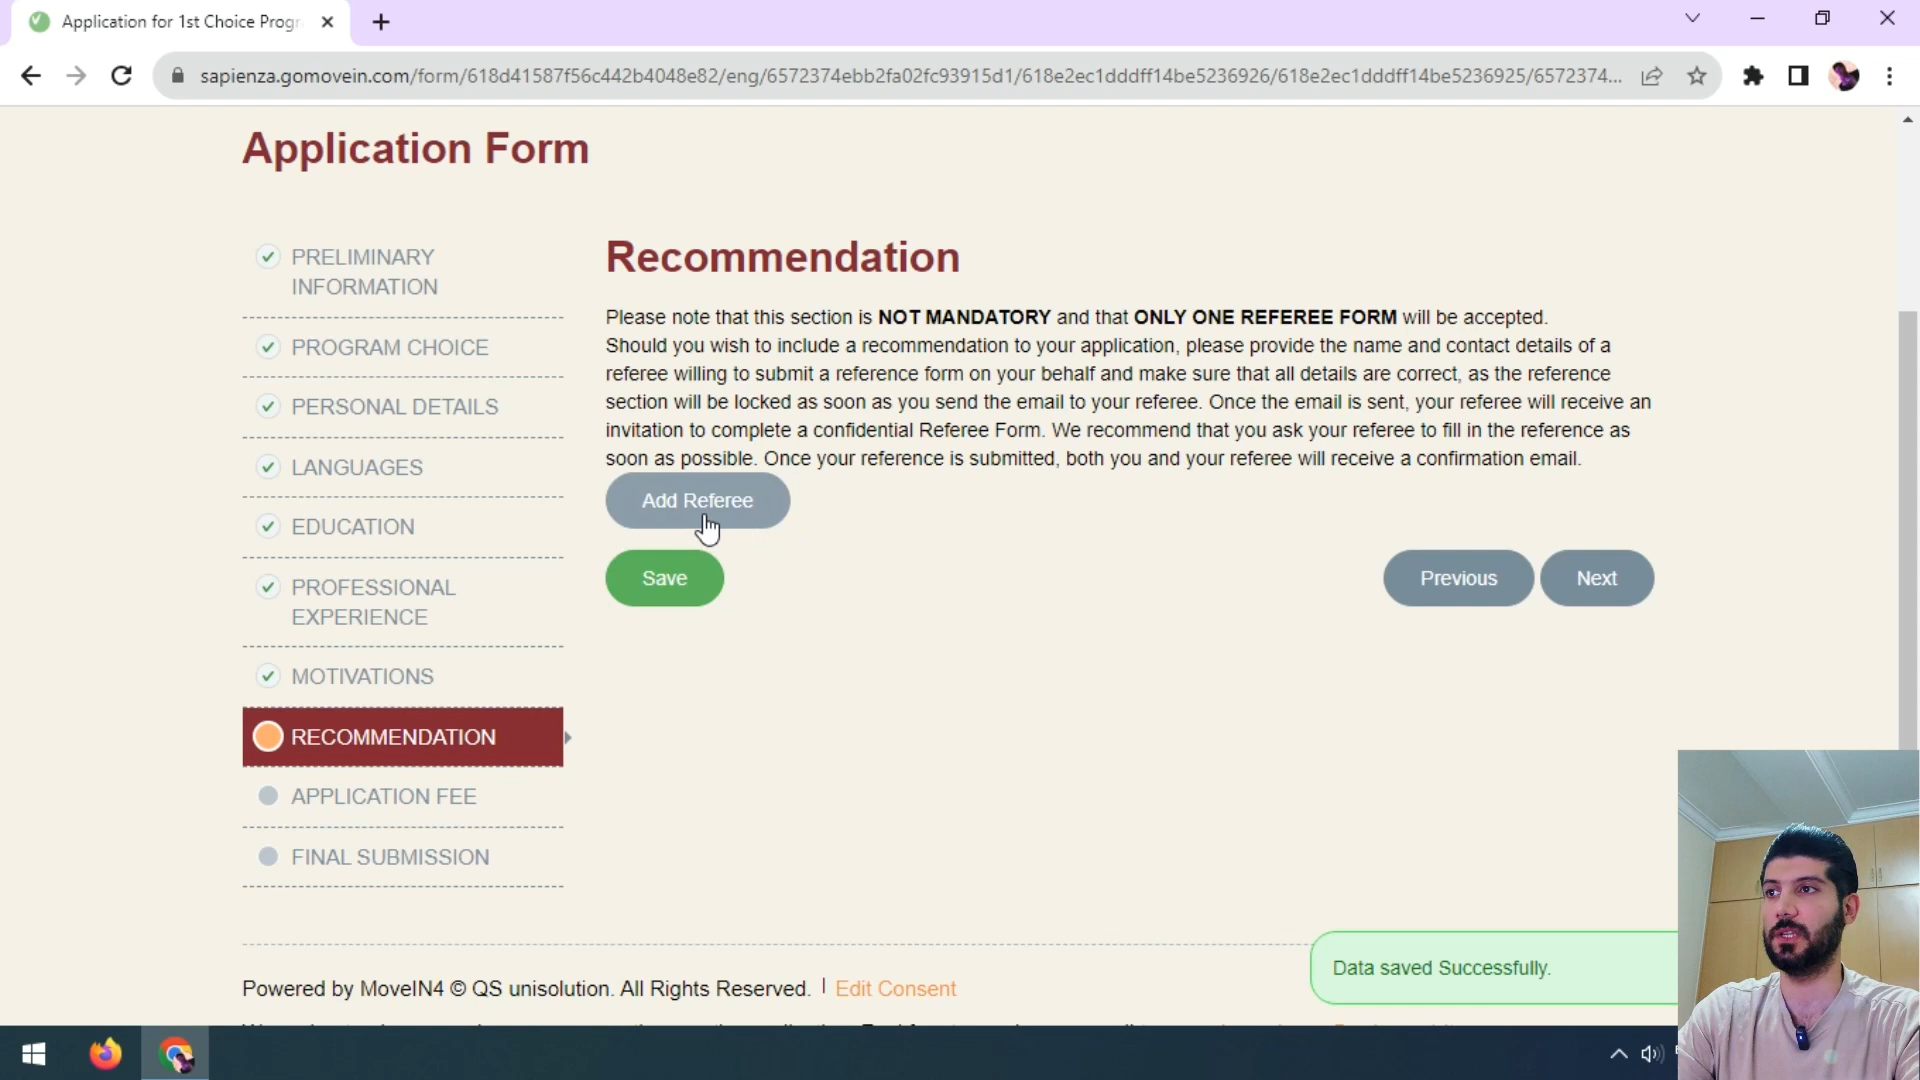 Application for 1st Choice Progr
sapienza.gomovein.com/form/618d41587f56c442b4048e82/eng/6572374ebb2fa02fc93915d1/618e2ec1dddff14be5236926/618e2ec1dddff14be5236925/6572374...
Application Form
PRELIMINARY
INFORMATION
PROGRAM CHOICE
PERSONAL DETAILS
LANGUAGES
EDUCATION
PROFESSIONAL
EXPERIENCE
MOTIVATIONS
RECOMMENDATION
APPLICATION FEE
FINAL SUBMISSION
Recommendation
Please note that this section is NOT MANDATORY and that ONLY ONE REFEREE FORM will be accepted.
Should you wish to include a recommendation to your application, please provide the name and contact details of a
referee willing to submit a reference form on your behalf and make sure that all details are correct, as the reference
section will be locked as soon as you send the email to your referee. Once the email is sent, your referee will receive an
invitation to complete a confidential Referee Form. We recommend that you ask your referee to fill in the reference as
soon as possible. Once your reference is submitted, both you and your referee will receive a confirmation email.
Add Referee
Save
Previous
Next
Data saved Successfully.
Powered by MoveIN4 © QS unisolution. All Rights Reserved. | Edit Consent